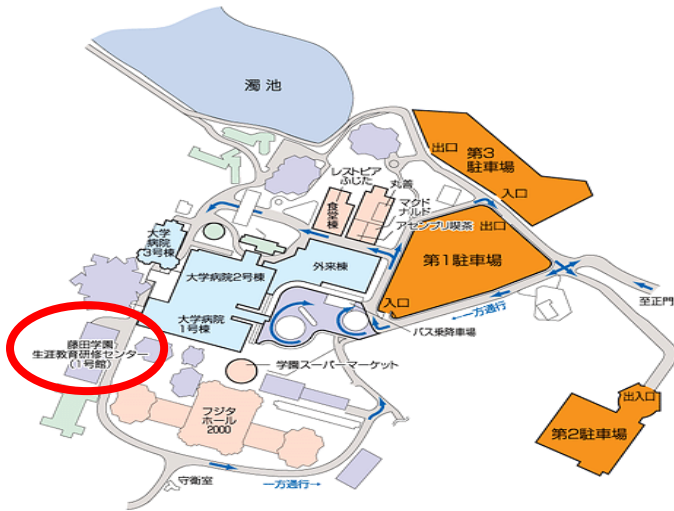 濁池
出口
第3
駐車場
入口
レストピア
ふじた
丸善
食堂棟
マクド
ナルド
アセンブリ喫茶
出口
大学
病院
3号棟
大学病院2号棟
外来棟
第1駐車場
入口
至正門
大学病院
1号棟
一方通行→
バス乗降車場
藤田学園
生涯教育研修センター
（1号館）
学園スーパーマーケット
フジタ
ホール
2000
出入口
第2駐車場
守衛室
一方通行→